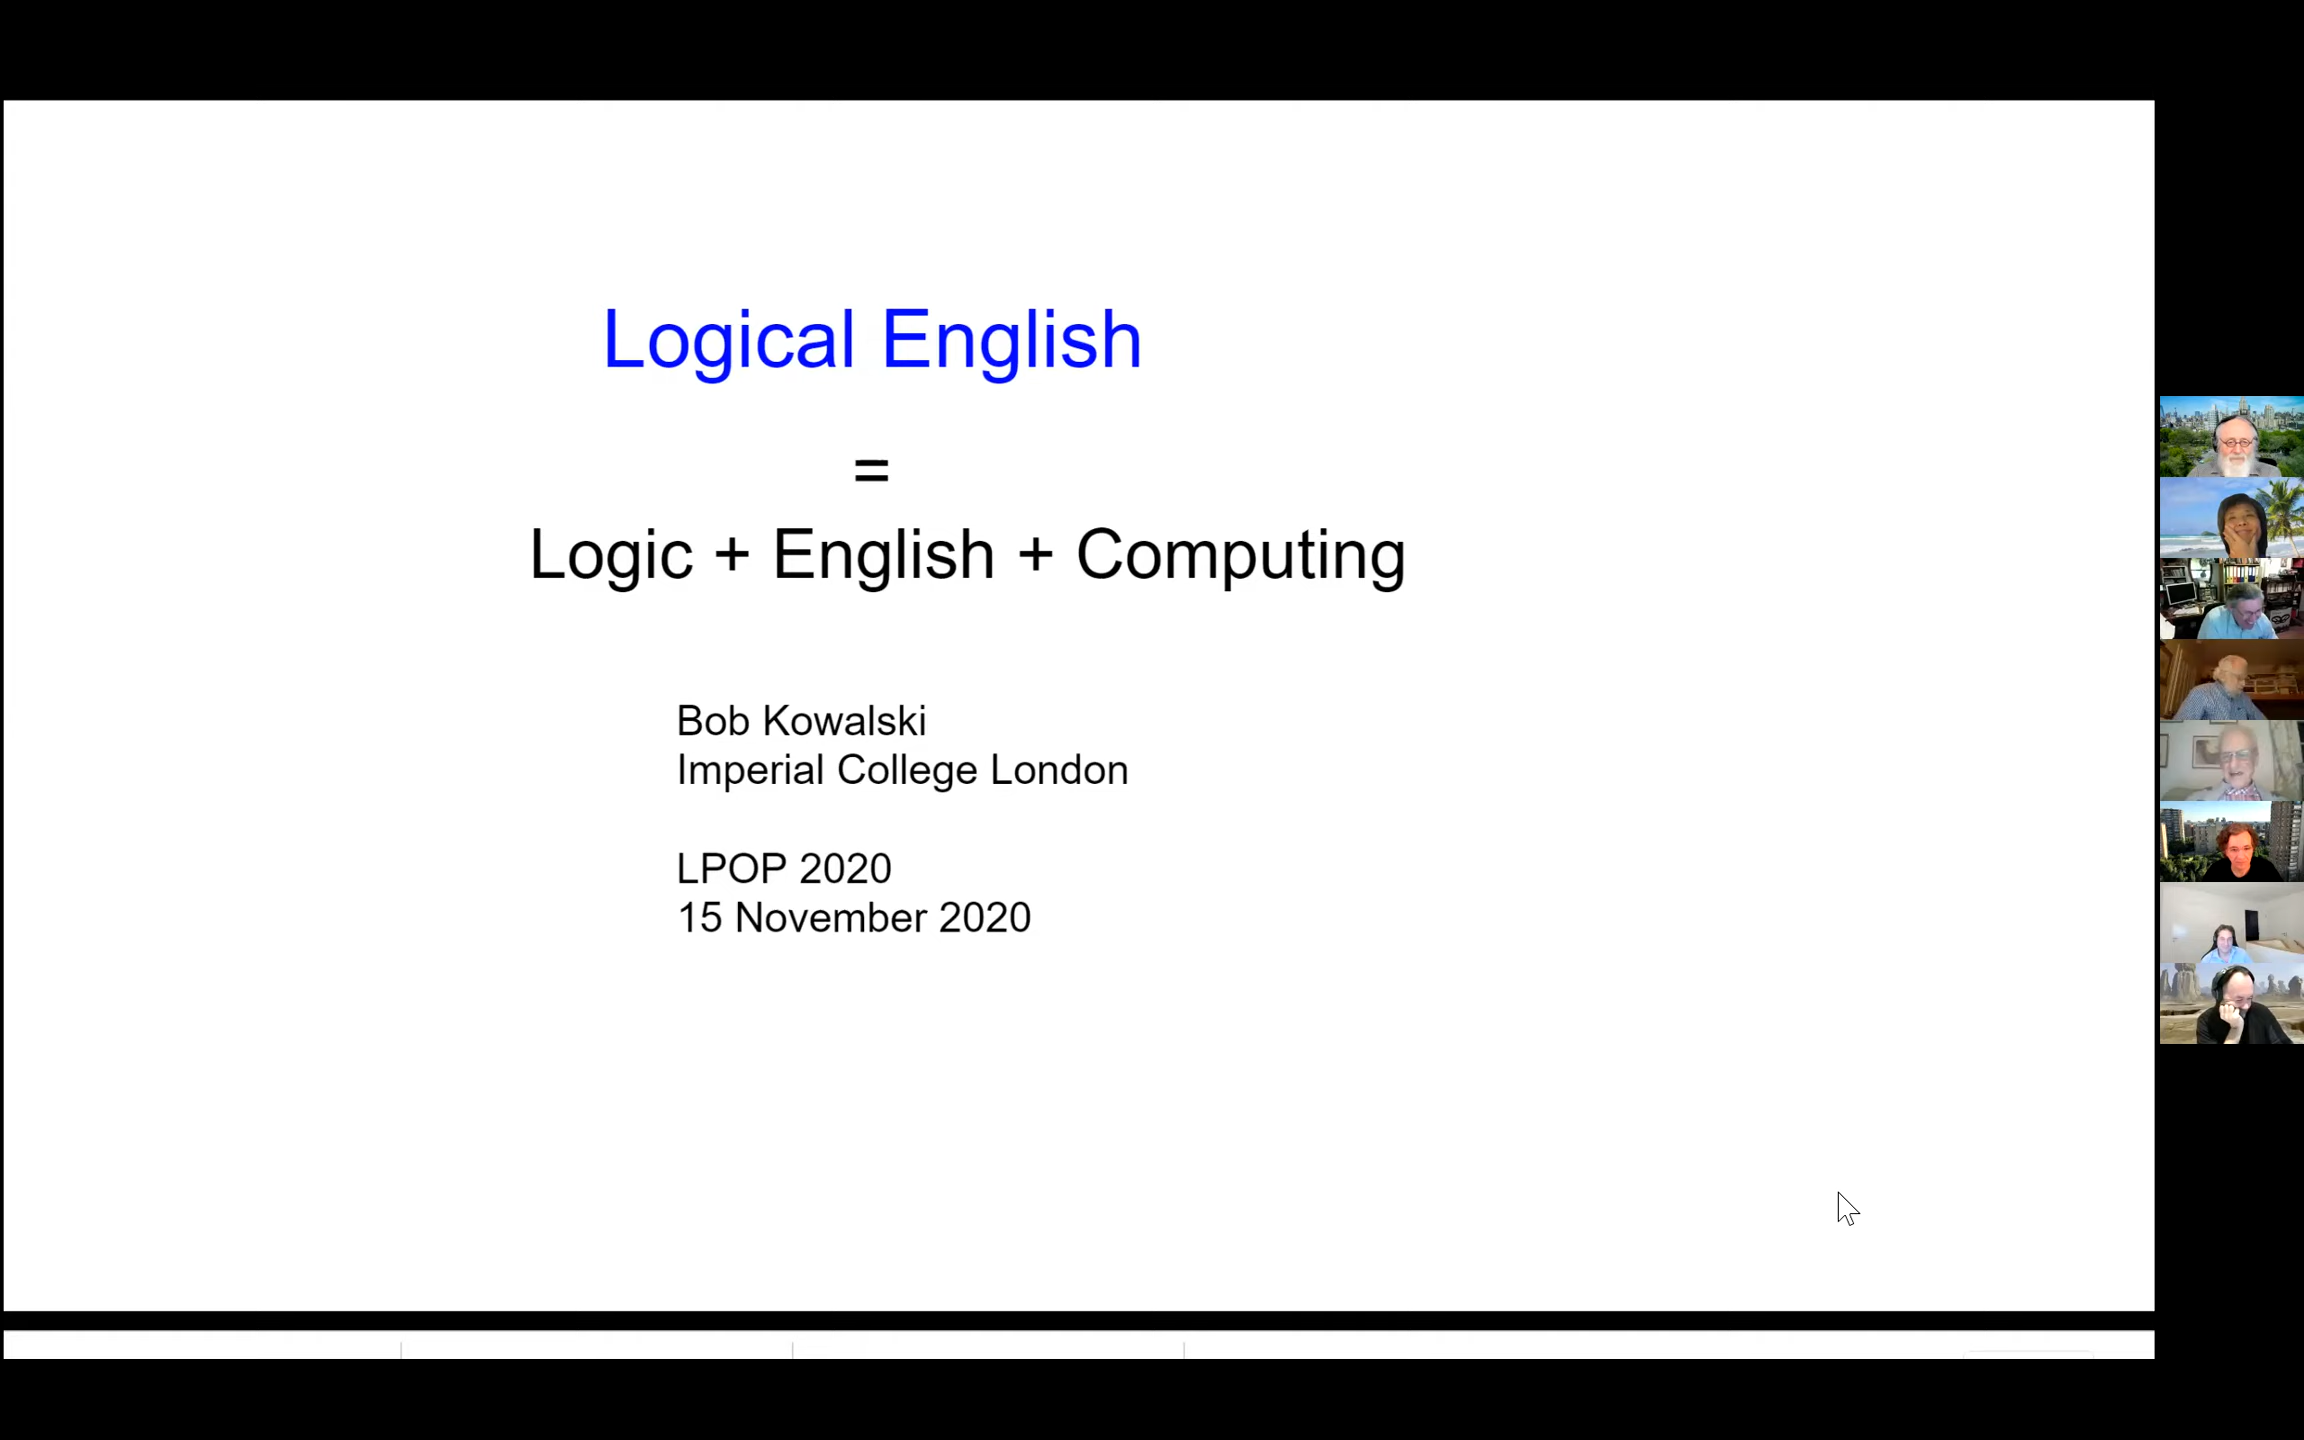 Logical English
=
Logic + English + Computing
Bob Kowalski
Imperial College London
LPOP 2020
15 November 2020